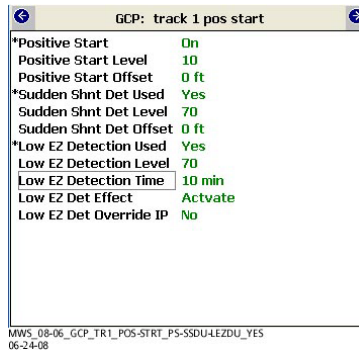 GCP: track 1 pos start
*Positive Start On
Positive Start Level 10
Positive Start Offset 0 ft
*Sudden Shnt Det Used Yes
Sudden Shnt Det Level 70
Sudden Shnt Det Offset 0 ft
*Low EZ Detection Used Yes
Low EZ Detection Level 70
Low EZ Detection Time 10 min
Low EZ Det Effect Actvate
Low EZ Det Override IP No
MWS_08-06_GCP_TR1_POS-STRT_PS-SSDU-LEZDU_YES
06-24-08